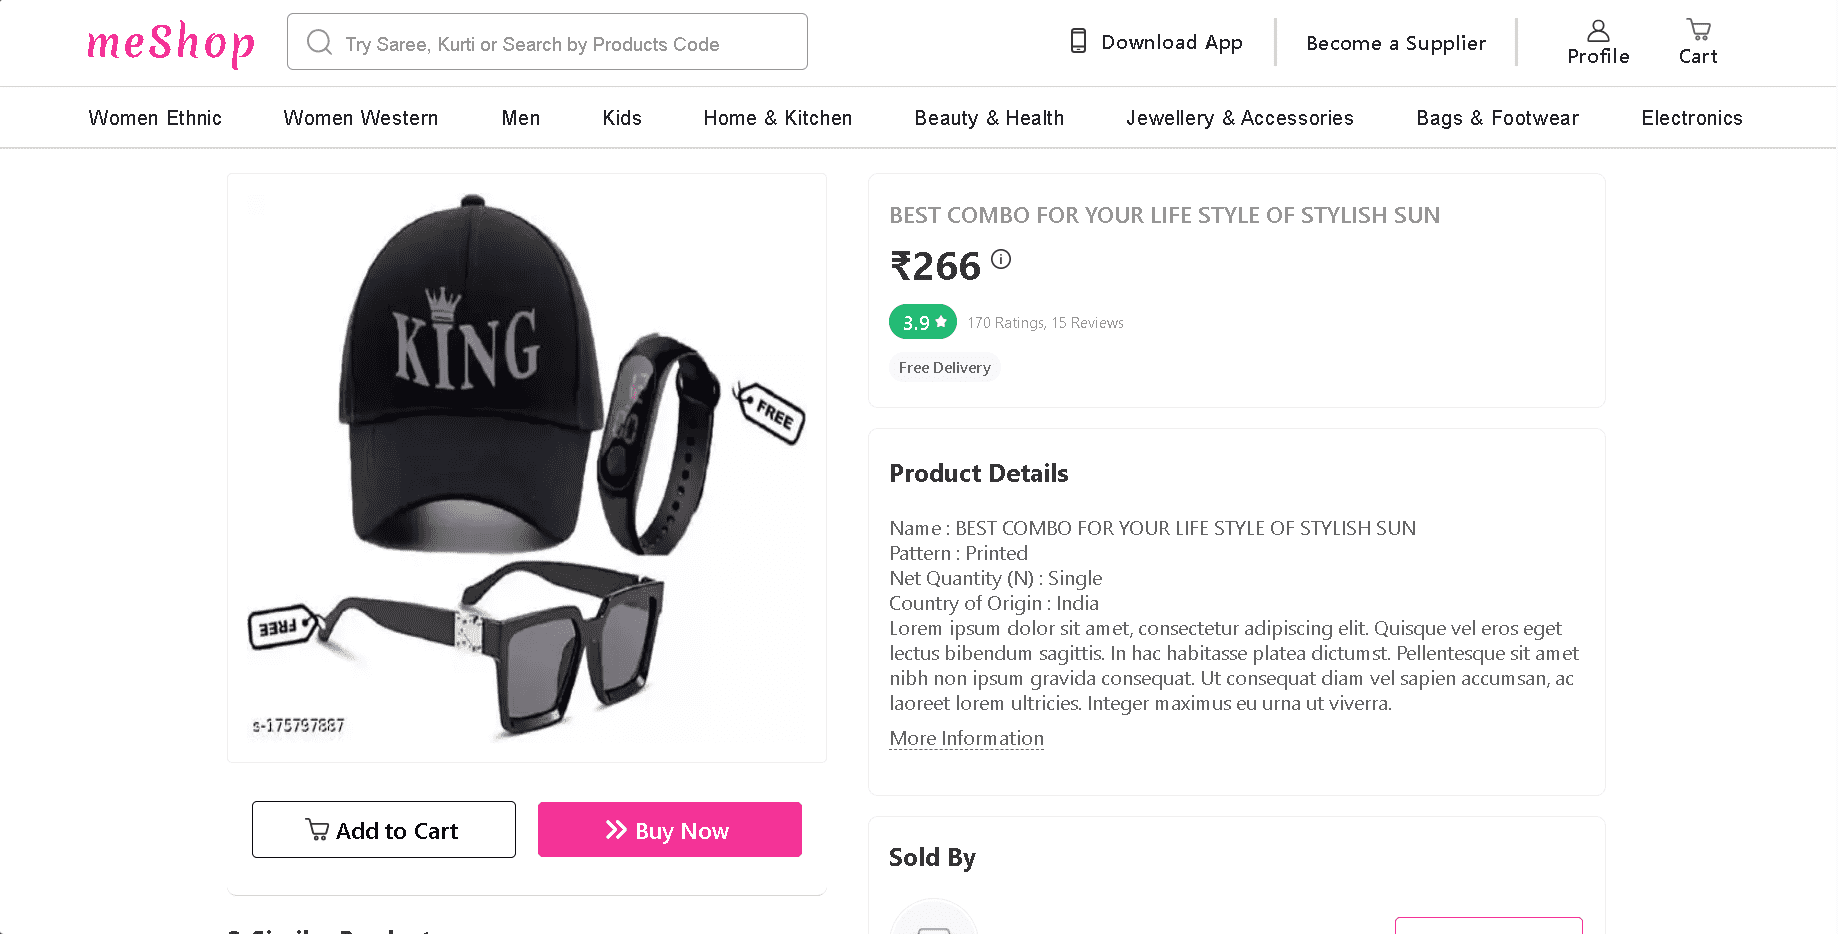 meShop
Try Saree, Kurti or Search by Products Code
Download App
Become a Supplier
Profile
Cart
Women Ethnic
Women Western
Men
Kids
Home & Kitchen
Beauty & Health
Jewellery & Accessories
Bags & Footwear
Electronics
KING
FREE
FREE
s-175797887
Add to Cart
Buy Now
BEST COMBO FOR YOUR LIFE STYLE OF STYLISH SUN
₹266
3.9
170 Ratings, 15 Reviews
Free Delivery
Product Details
Name : BEST COMBO FOR YOUR LIFE STYLE OF STYLISH SUN
Pattern : Printed
Net Quantity (N) : Single
Country of Origin : India
Lorem ipsum dolor sit amet, consectetur adipiscing elit. Quisque vel eros eget
lectus bibendum sagittis. In hac habitasse platea dictumst. Pellentesque sit amet
nibh non ipsum gravida consequat. Ut consequat diam vel sapien accumsan, ac
laoreet lorem ultricies. Integer maximus eu urna ut viverra.
More Information
Sold By